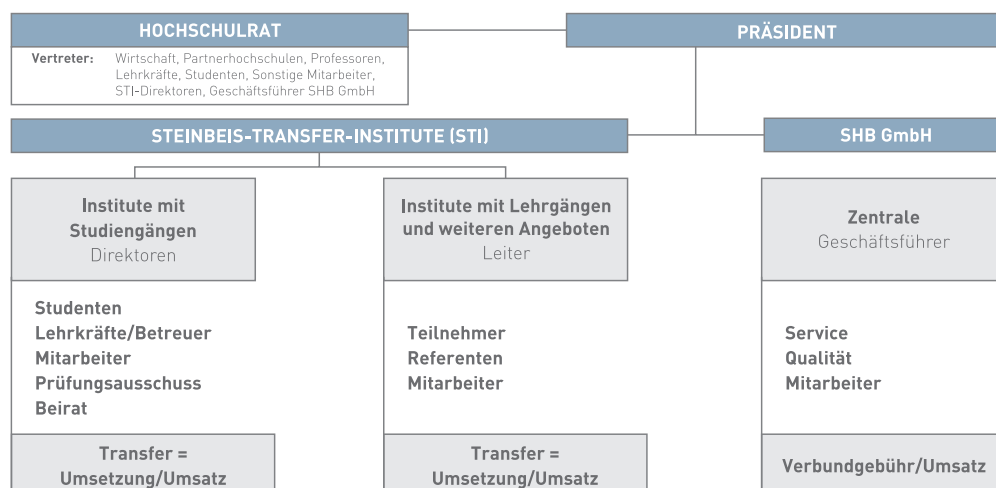 HOCHSCHULRAT
Vertreter: Wirtschaft, Partnerhochschulen, Professoren,
Lehrkräfte, Studenten, Sonstige Mitarbeiter,
STI-Direktoren, Geschäftsführer SHB GmbH
PRÄSIDENT
STEINBEIS-TRANSFER-INSTITUTE (STI)
SHB GmbH
Institute mit
Studiengängen
Direktoren
Institute mit Lehrgängen
und weiteren Angeboten
Leiter
Zentrale
Geschäftsführer
Studenten
Lehrkräfte/Betreuer
Mitarbeiter
Prüfungsausschuss
Beirat
Teilnehmer
Referenten
Mitarbeiter
Service
Qualität
Mitarbeiter
Transfer =
Umsetzung/Umsatz
Transfer =
Umsetzung/Umsatz
Verbundgebühr/Umsatz